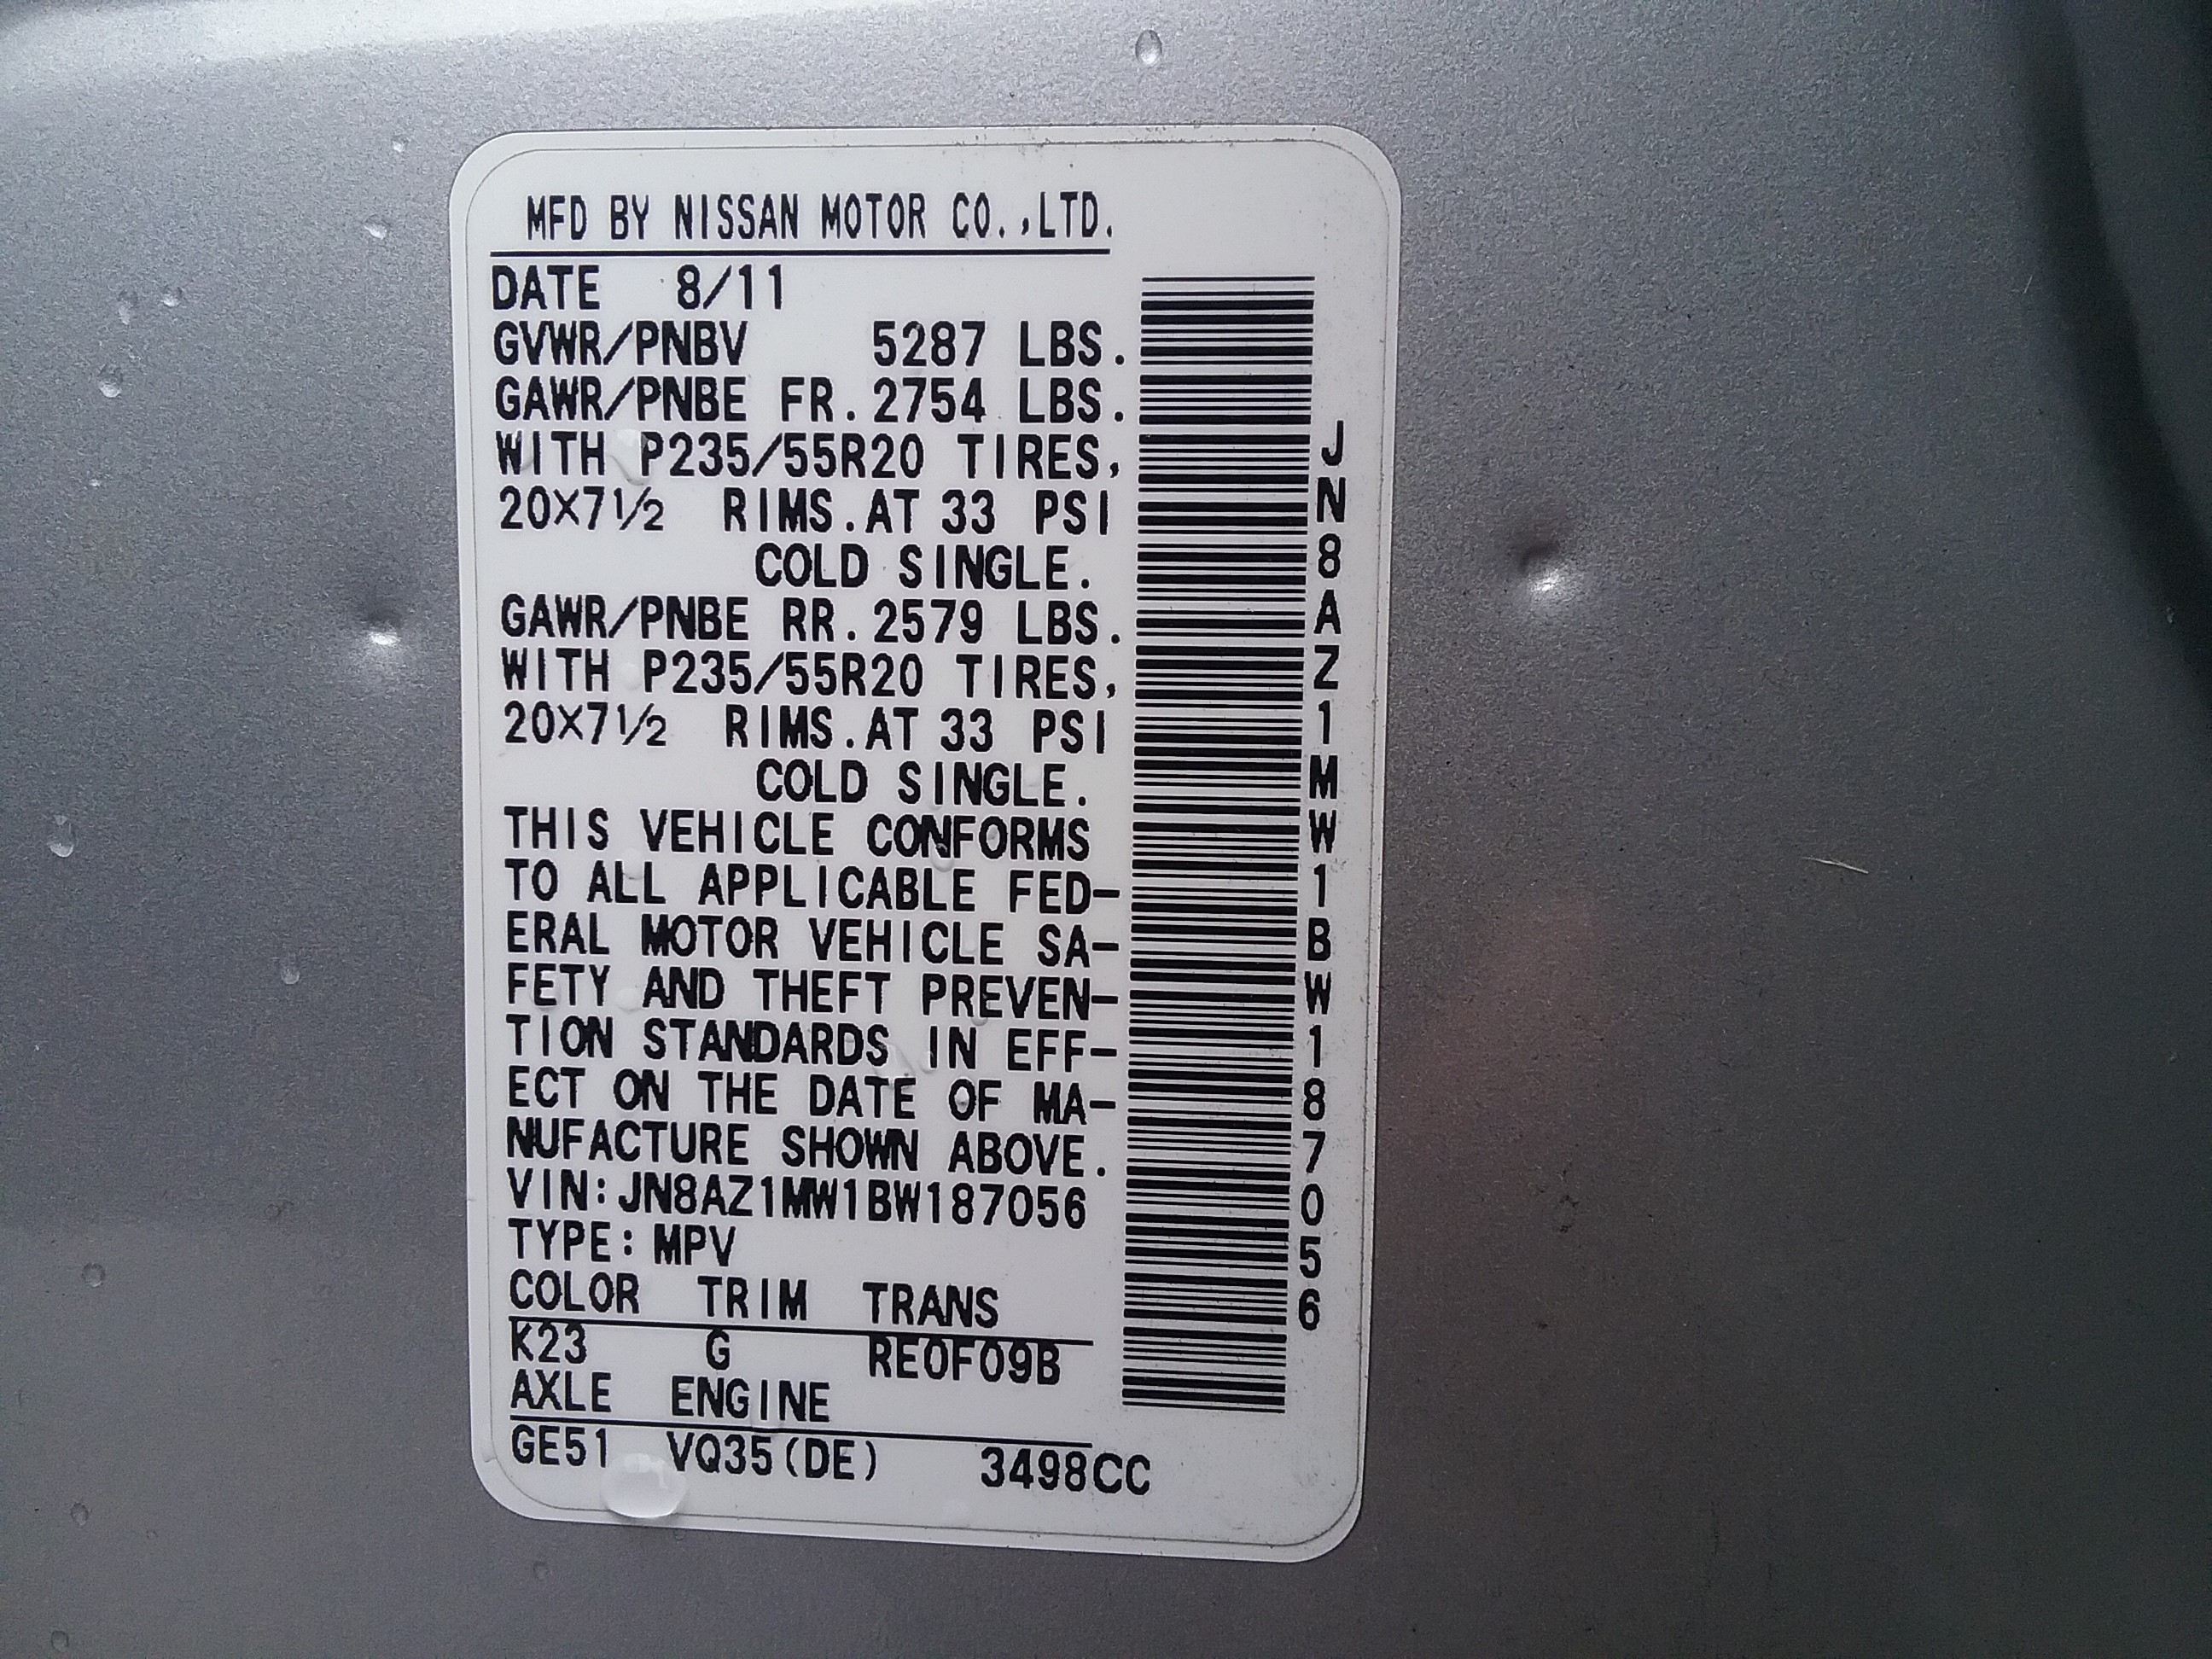 MFD BY NISSAN MOTOR CO.,LTD.
DATE 8/11
GVWR/PNBV 5287 LBS.
GAWR/PNBE FR.2754 LBS.
WITH P235/55R20 TIRES,
20X7½ RIMS.AT 33 PSI
COLD SINGLE.
GAWR/PNBE RR.2579 LBS.
WITH P235/55R20 TIRES,
20X7½ RIMS.AT 33 PSI
COLD SINGLE.
THIS VEHICLE CONFORMS
TO ALL APPLICABLE FED-
ERAL MOTOR VEHICLE SA-
FETY AND THEFT PREVEN-
TION STANDARDS IN EFF-
ECT ON THE DATE OF MA-
NUFACTURE SHOWN ABOVE.
VIN:JN8AZ1MW1BW187056
TYPE:MPV
COLOR TRIM TRANS
K23 G RE0F09B
AXLE ENGINE
GE51 VQ35(DE) 3498CC
JN8AZ1MW1BW187056